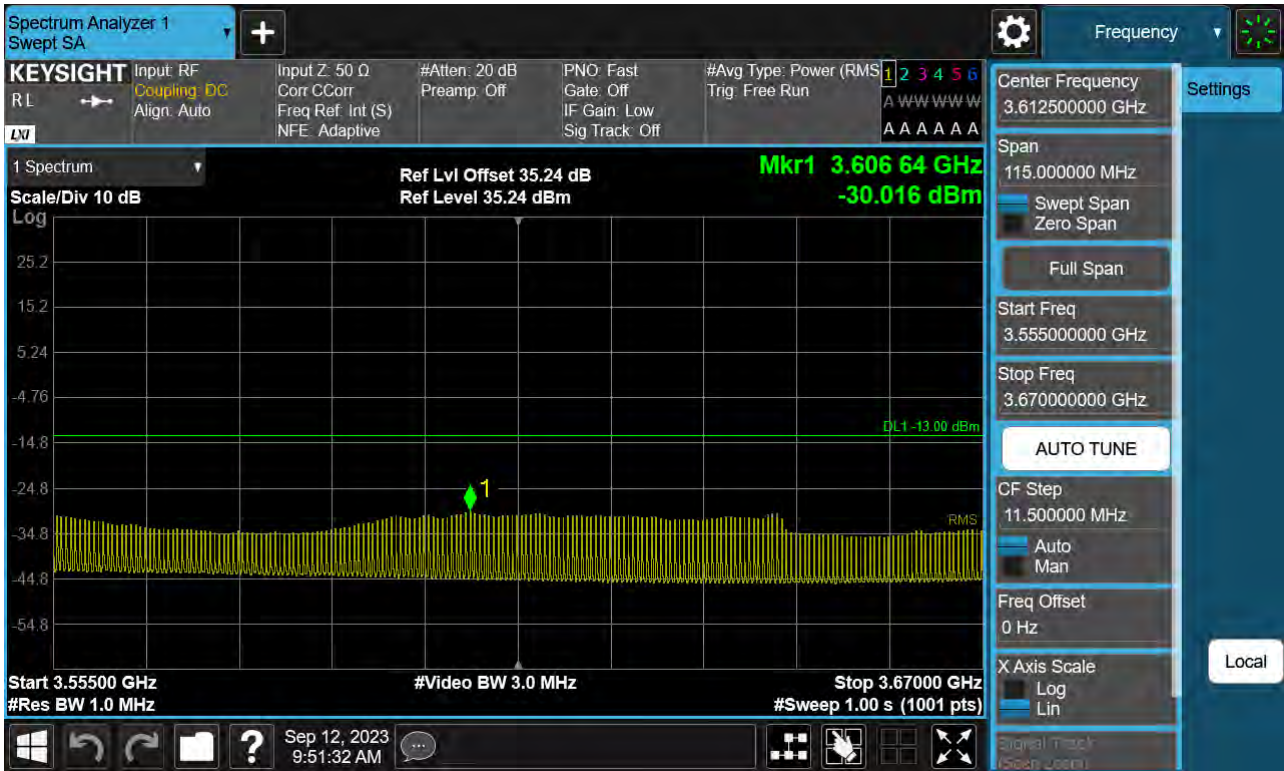 Spectrum Analyzer 1
Swept SA
Frequency
KEYSIGHT
RL
LXI
Input: RF
Coupling: DC
Align: Auto
Input Z: 50 Ω
Corr CCorr
Freq Ref: Int (S)
NFE: Adaptive
#Atten: 20 dB
Preamp: Off
PNO: Fast
Gate: Off
IF Gain: Low
Sig Track: Off
#Avg Type: Power (RMS
Trig: Free Run
1 2 3 4 5 6
A W W W W W
A A A A A A
1 Spectrum
Scale/Div 10 dB
Log
Ref Lvl Offset 35.24 dB
Ref Level 35.24 dBm
Mkr1 3.606 64 GHz
-30.016 dBm
25.2
15.2
5.24
-4.76
-14.8
-24.8
-34.8
-44.8
-54.8
DL1 -13.00 dBm
1
RMS
Start 3.55500 GHz
#Res BW 1.0 MHz
#Video BW 3.0 MHz
Stop 3.67000 GHz
#Sweep 1.00 s (1001 pts)
Center Frequency
3.612500000 GHz
Span
115.000000 MHz
Swept Span
Zero Span
Full Span
Start Freq
3.555000000 GHz
Stop Freq
3.670000000 GHz
AUTO TUNE
CF Step
11.500000 MHz
Auto
Man
Freq Offset
0 Hz
X Axis Scale
Log
Lin
Signal Track
(Span Zoom)
Settings
Local
?
Sep 12, 2023
9:51:32 AM